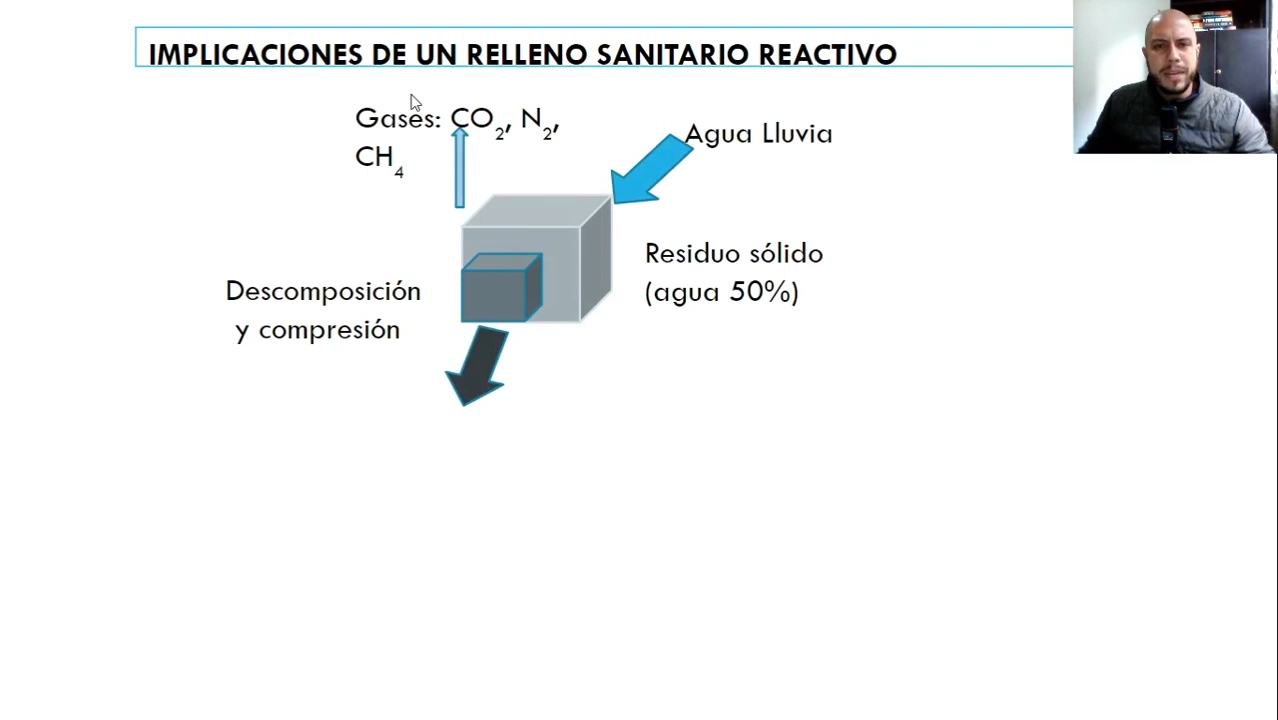 IMPLICACIONES DE UN RELLENO SANITARIO REACTIVO
Gases: CO₂, N₂,
CH₄
Agua Lluvia
Residuo sólido
(agua 50%)
Descomposición
y compresión